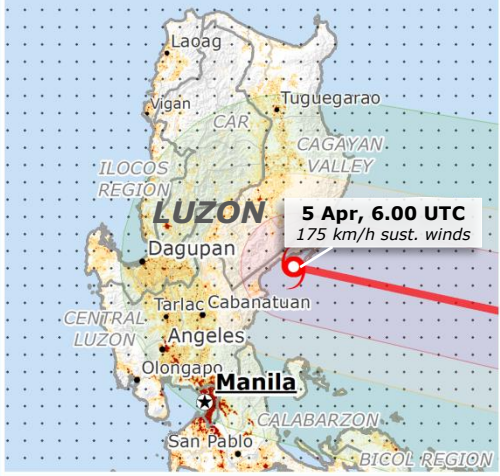 Laoag
Vigan
Tuguegarao
CAR
CAGAYAN
VALLEY
ILOCOS
REGION
LUZON
5 Apr, 6.00 UTC
175 km/h sust. winds
Dagupan
Tarlac
Cabanatuan
CENTRAL
LUZON
Angeles
Olongapo
Manila
CALABARZON
San Pablo
BICOL REGION